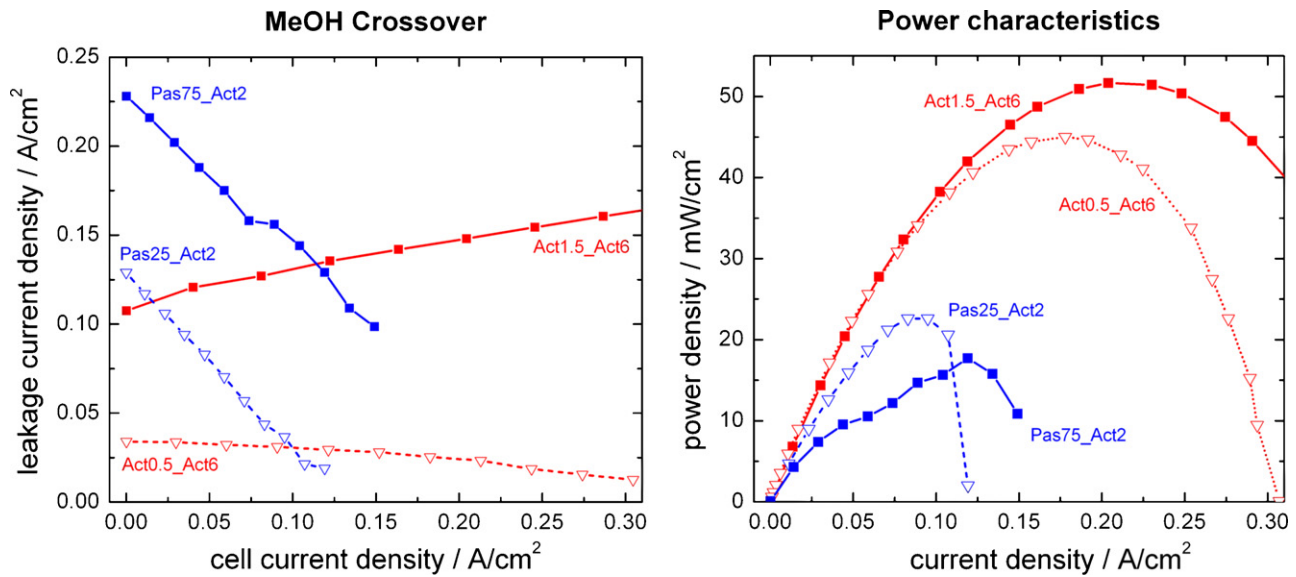 MeOH Crossover
leakage current density / A/cm²
0.25
0.20
0.15
0.10
0.05
0.00
Pas75_Act2
Pas25_Act2
Act1.5_Act6
Act0.5_Act6
0.00 0.05 0.10 0.15 0.20 0.25 0.30
cell current density / A/cm²
Power characteristics
power density / mW/cm²
50
40
30
20
10
0
Act1.5_Act6
Act0.5_Act6
Pas25_Act2
Pas75_Act2
0.00 0.05 0.10 0.15 0.20 0.25 0.30
current density / A/cm²